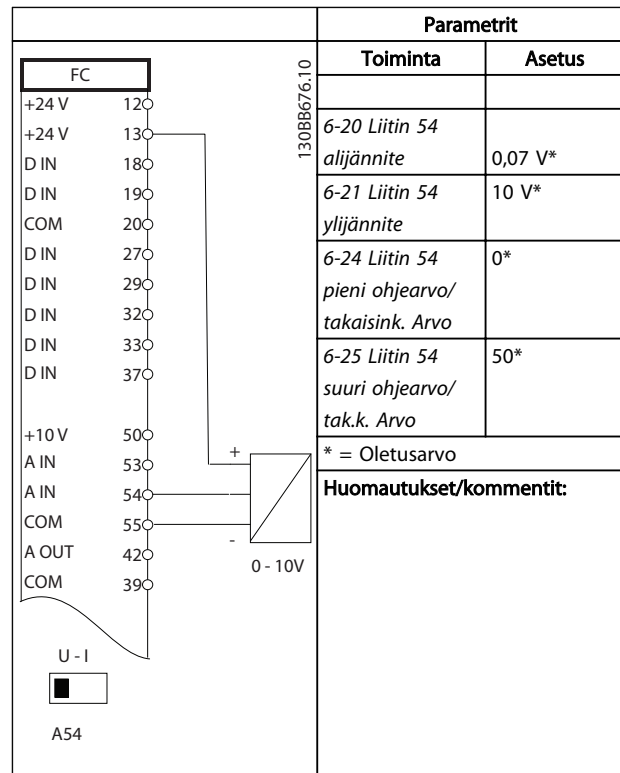 Parametrit
Toiminta Asetus
6-20 Liitin 54
alijännite 0,07 V*
6-21 Liitin 54 10 V*
ylijännite
6-24 Liitin 54 0*
pieni ohjearvo/
takaisink. Arvo
6-25 Liitin 54 50*
suuri ohjearvo/
tak.k. Arvo
* = Oletusarvo
Huomautukset/kommentit:
FC
+24 V 12
+24 V 13
D IN 18
D IN 19
COM 20
D IN 27
D IN 29
D IN 32
D IN 33
D IN 37
+10 V 50
A IN 53
A IN 54
COM 55
A OUT 42
COM 39
+
-
0 - 10V
U - I
A54
130BB676.10